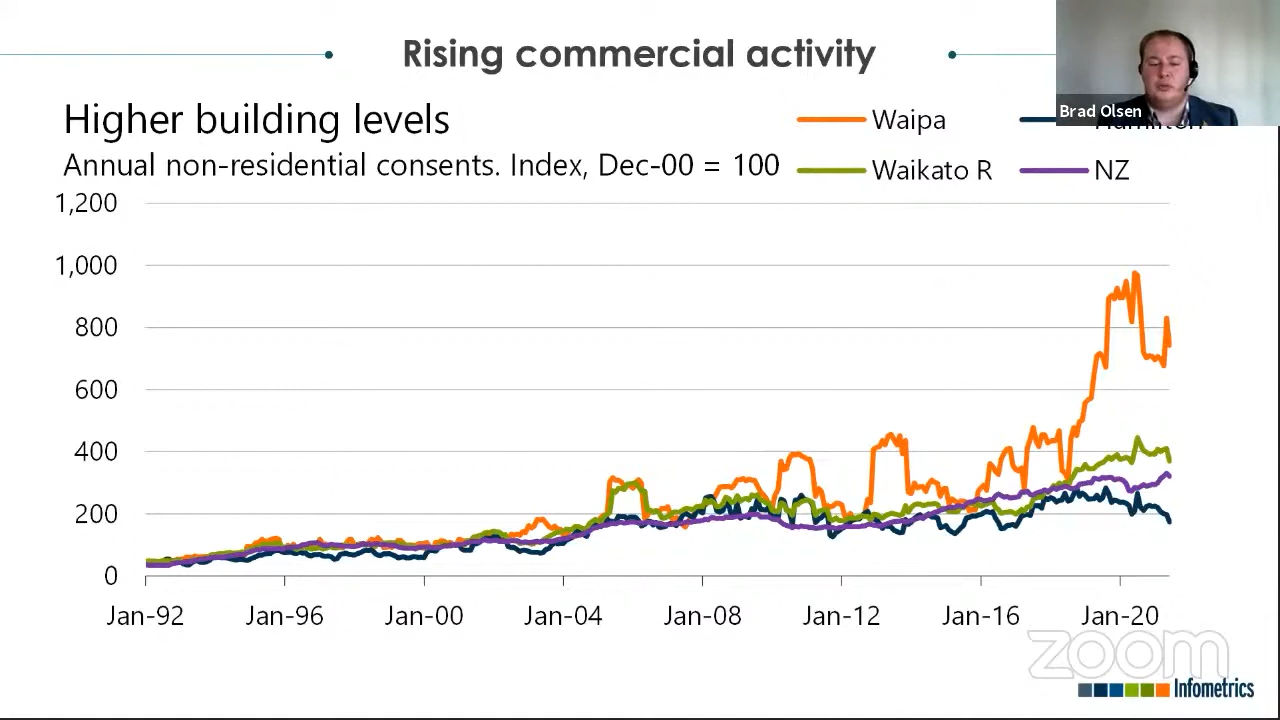 Rising commercial activity
Brad Olsen
Higher building levels
Annual non-residential consents. Index, Dec-00 = 100
Waipa
Hamilton
Waikato R
NZ
1,200
1,000
800
600
400
200
0
Jan-92
Jan-96
Jan-00
Jan-04
Jan-08
Jan-12
Jan-16
Jan-20
zoom
Infometrics